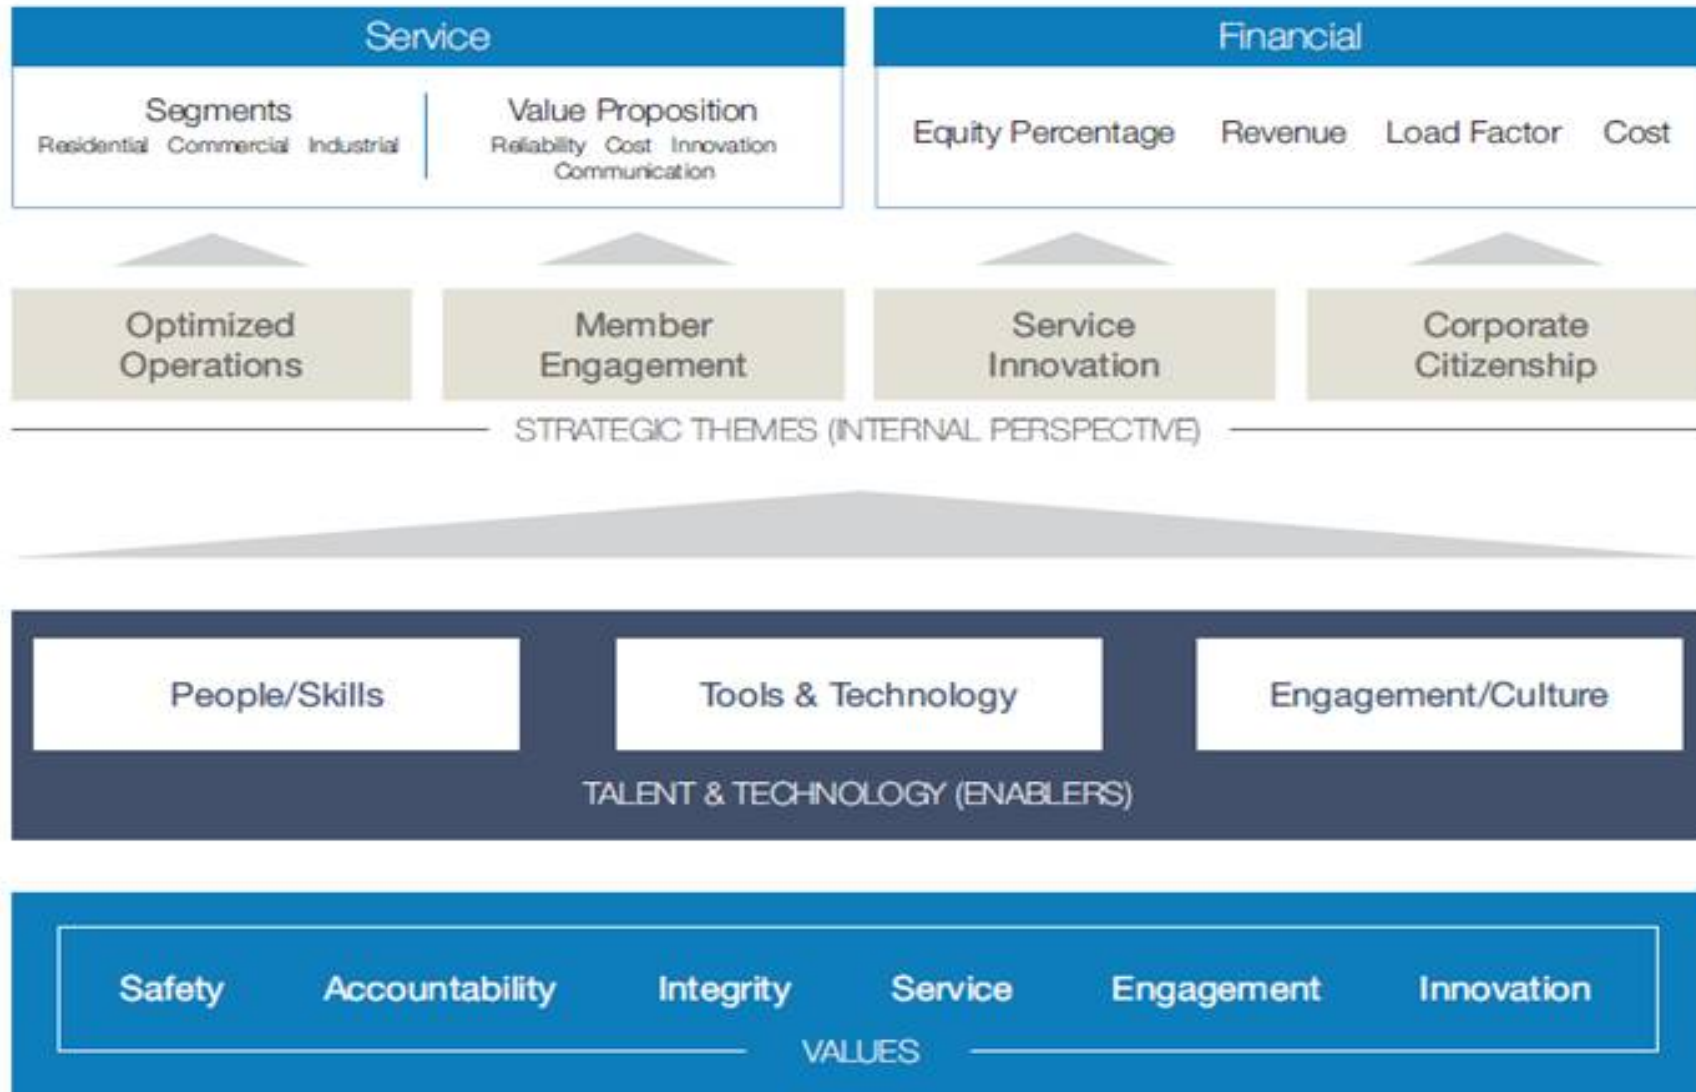 Service
Financial
Segments
Residential Commercial Industrial
Value Proposition
Reliability Cost Innovation
Communication
Equity Percentage Revenue Load Factor Cost
Optimized
Operations
Member
Engagement
Service
Innovation
Corporate
Citizenship
STRATEGIC THEMES (INTERNAL PERSPECTIVE)
People/Skills
Tools & Technology
Engagement/Culture
TALENT & TECHNOLOGY (ENABLERS)
Safety Accountability Integrity Service Engagement Innovation
VALUES